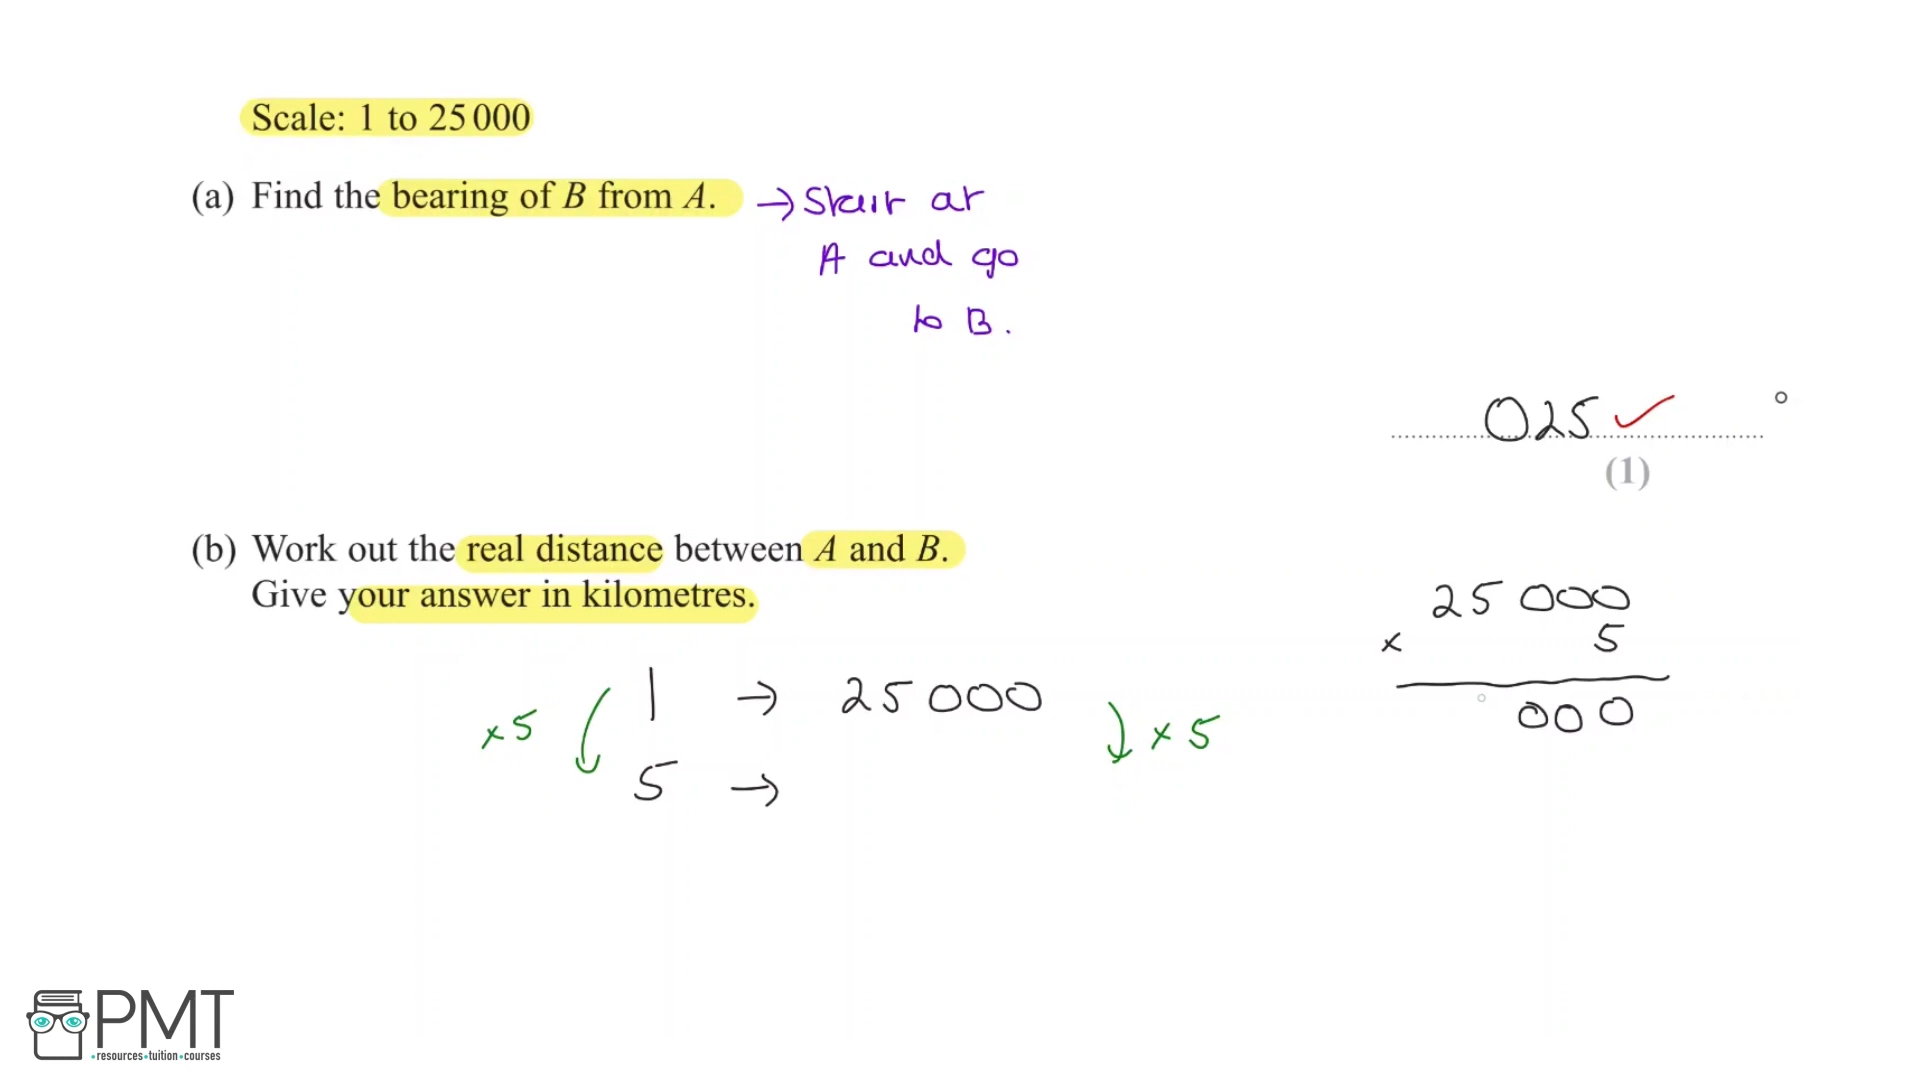 Scale: 1 to 25 000
(a) Find the bearing of B from A. → Start at
A and go
to B.
025 ✓ °
(1)
(b) Work out the real distance between A and B.
Give your answer in kilometres.
25 000
× 5
000
×5 1 → 25 000 ×5
5 →
PMT
•resources•tuition•courses